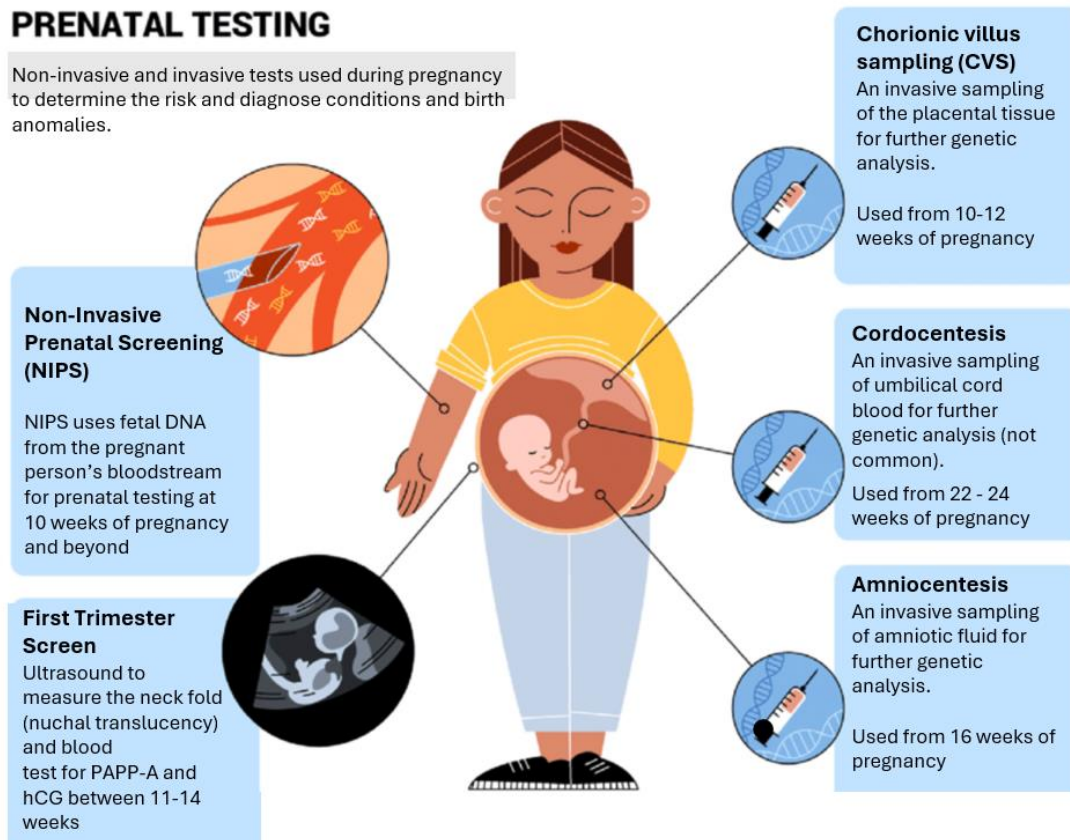 PRENATAL TESTING
Non-invasive and invasive tests used during pregnancy
to determine the risk and diagnose conditions and birth
anomalies.
Non-Invasive
Prenatal Screening
(NIPS)
NIPS uses fetal DNA
from the pregnant
person's bloodstream
for prenatal testing at
10 weeks of pregnancy
and beyond
First Trimester
Screen
Ultrasound to
measure the neck fold
(nuchal translucency)
and blood
test for PAPP-A and
hCG between 11-14
weeks
Chorionic villus
sampling (CVS)
An invasive sampling
of the placental tissue
for further genetic
analysis.
Used from 10-12
weeks of pregnancy
Cordocentesis
An invasive sampling
of umbilical cord
blood for further
genetic analysis (not
common).
Used from 22 - 24
weeks of pregnancy
Amniocentesis
An invasive sampling
of amniotic fluid for
further genetic
analysis.
Used from 16 weeks of
pregnancy